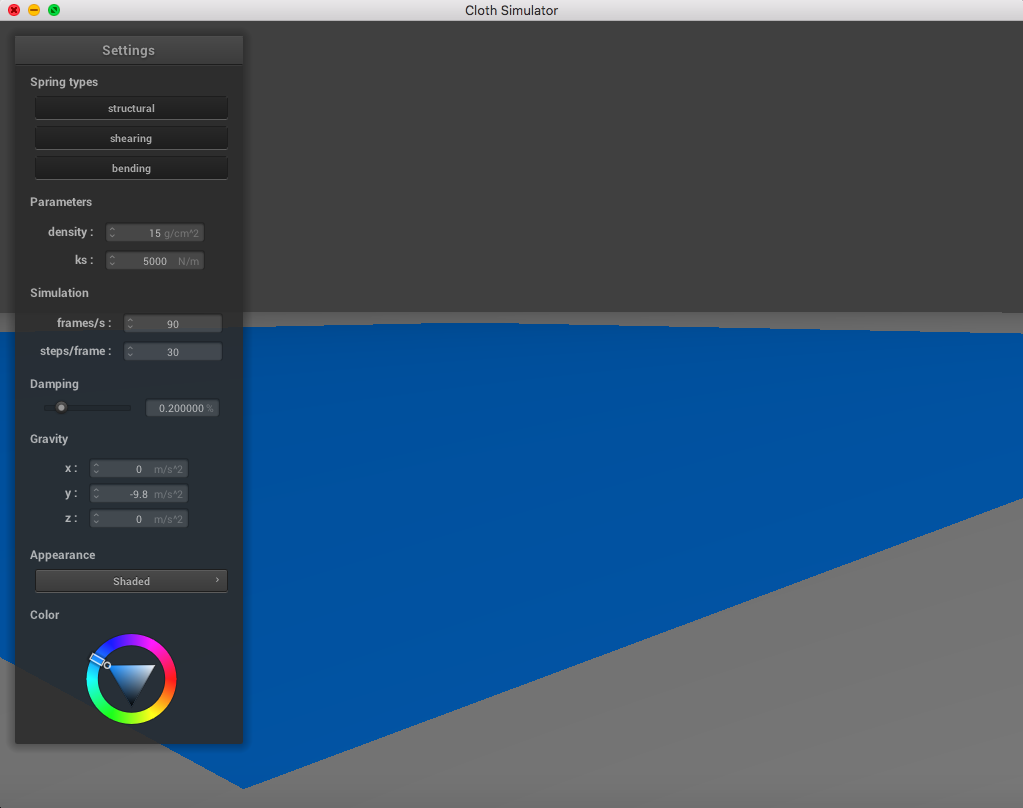 Cloth Simulator
Settings
Spring types
structural
shearing
bending
Parameters
density : 15 g/cm^2
ks : 5000 N/m
Simulation
frames/s : 90
steps/frame : 30
Damping
0.200000 %
Gravity
x : 0 m/s^2
y : -9.8 m/s^2
z : 0 m/s^2
Appearance
Shaded ›
Color